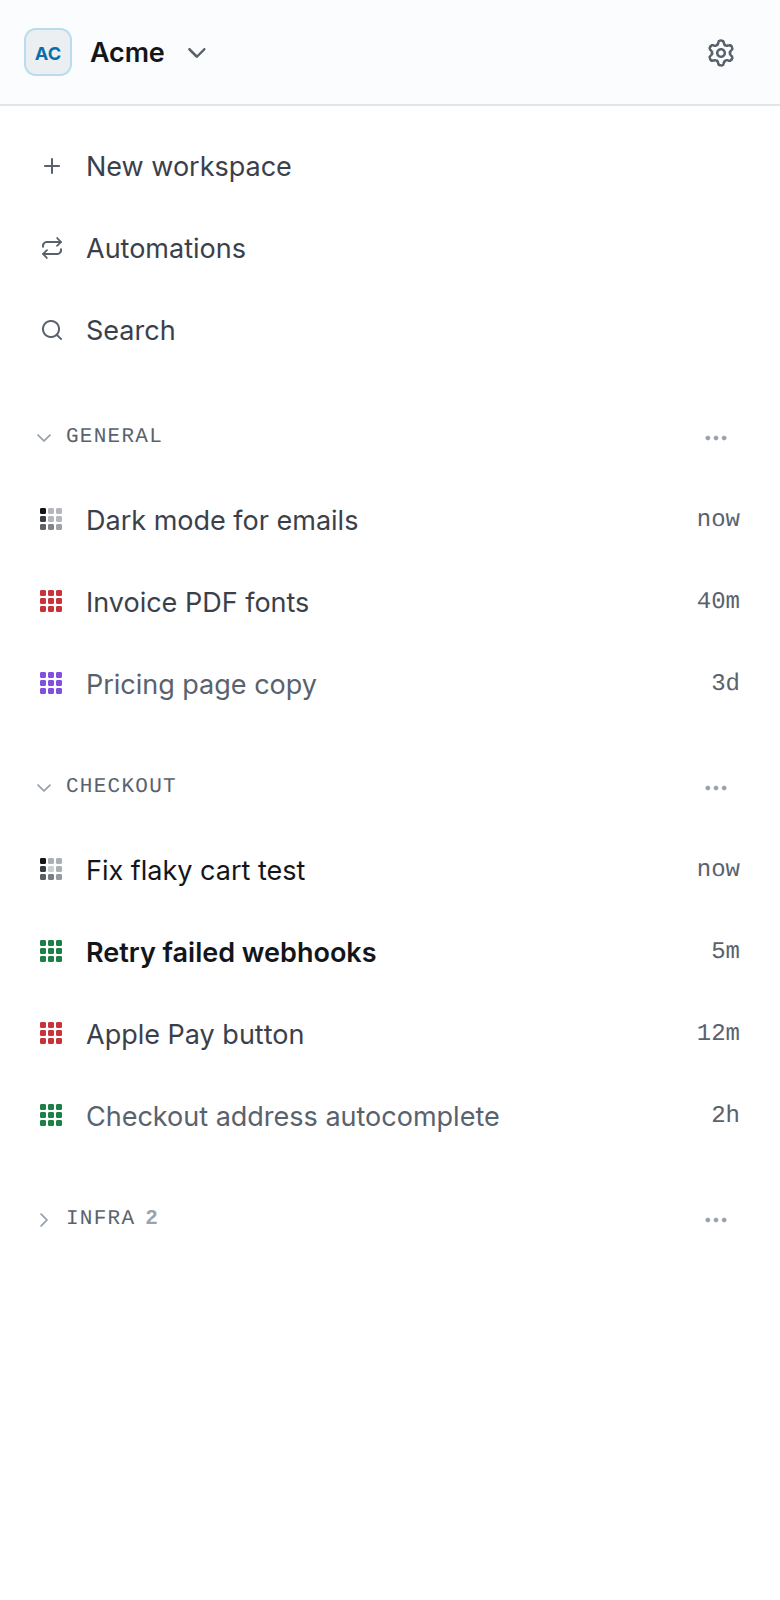 AC Acme
New workspace
Automations
Search
GENERAL
Dark mode for emails now
Invoice PDF fonts 40m
Pricing page copy 3d
CHECKOUT
Fix flaky cart test now
Retry failed webhooks 5m
Apple Pay button 12m
Checkout address autocomplete 2h
INFRA 2